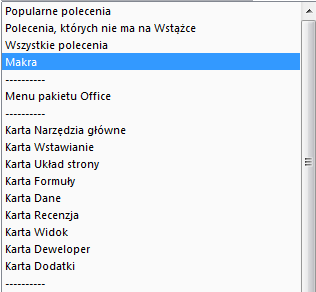 Popularne polecenia
Polecenia, których nie ma na Wstążce
Wszystkie polecenia
Makra
----------
Menu pakietu Office
----------
Karta Narzędzia główne
Karta Wstawianie
Karta Układ strony
Karta Formuły
Karta Dane
Karta Recenzja
Karta Widok
Karta Deweloper
Karta Dodatki
----------